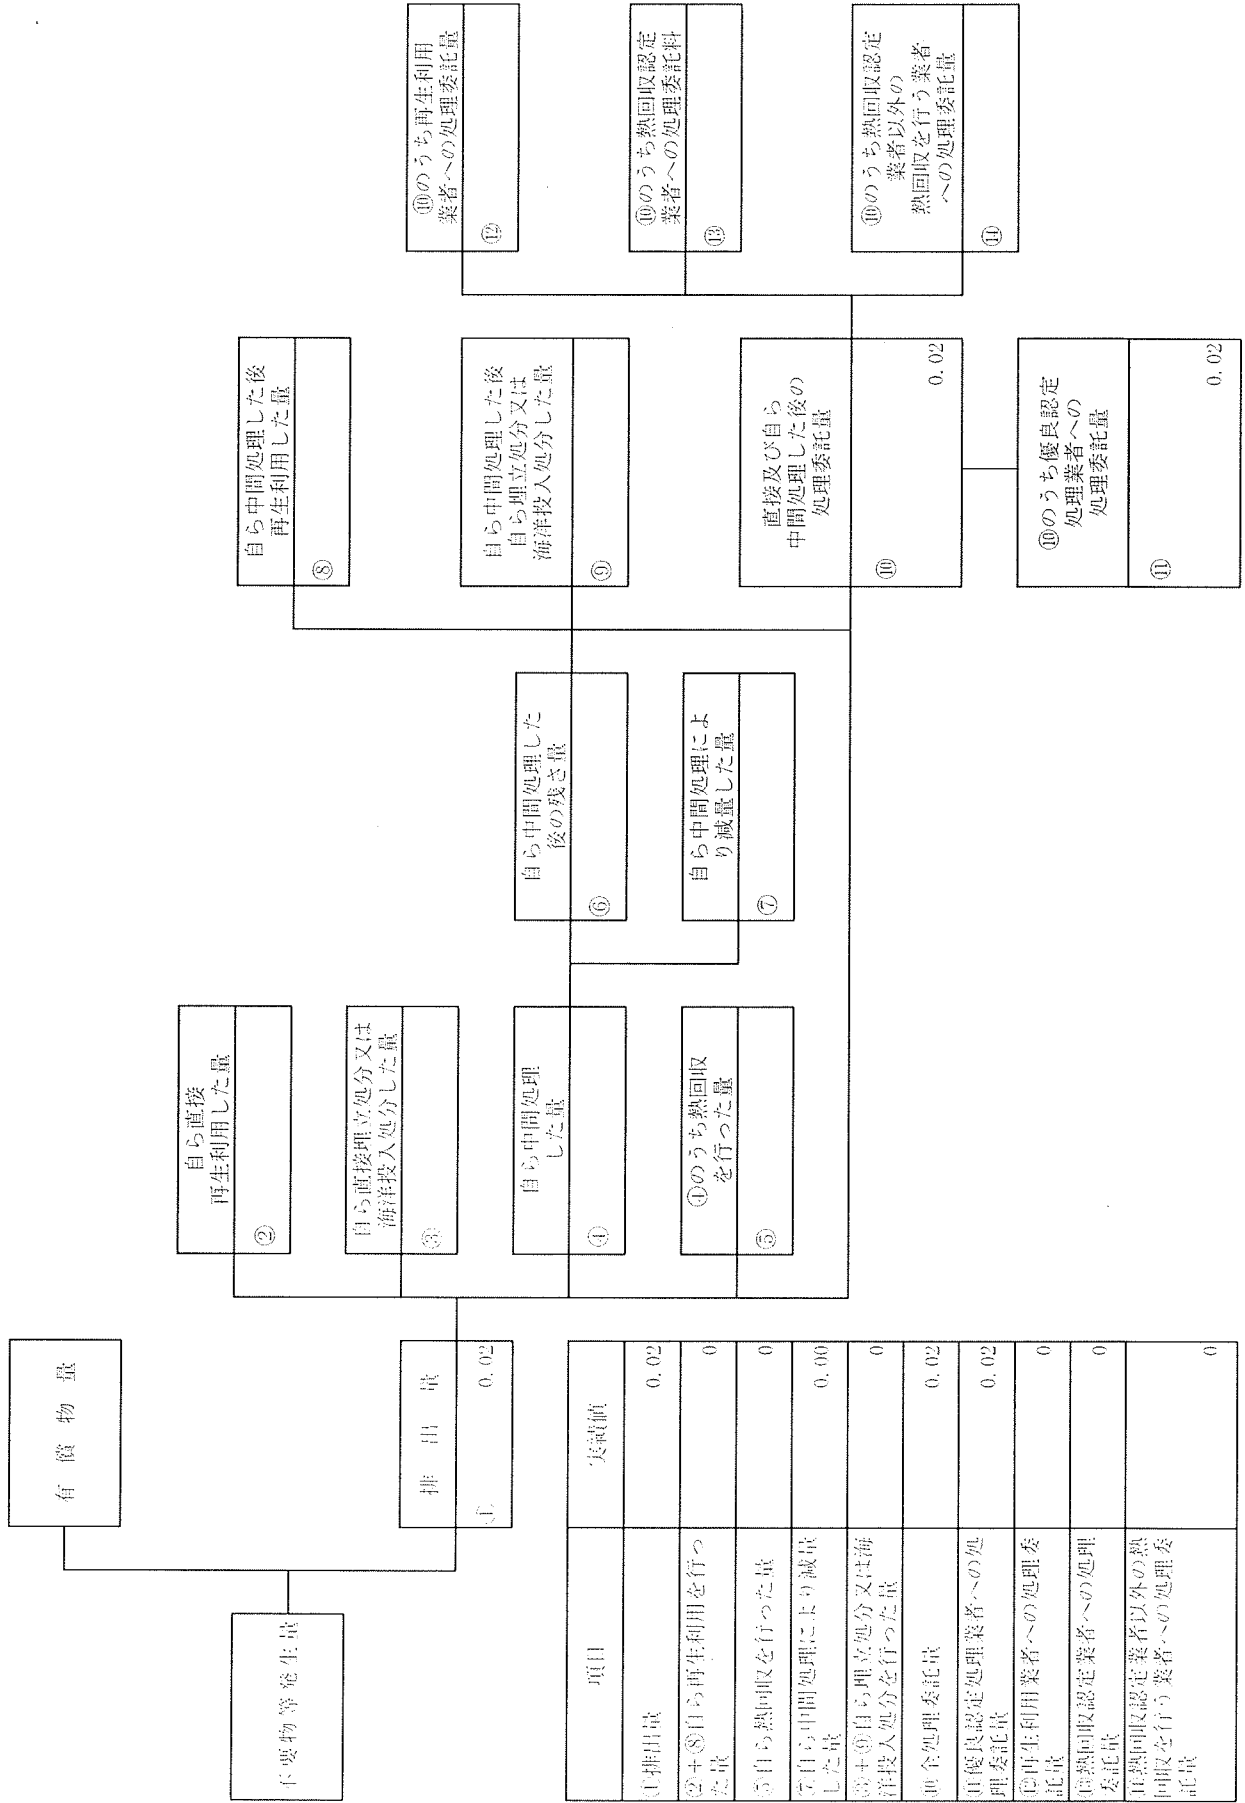 不要物等発生量
有償物量
排出量
① 0.02
自ら直接
再生利用した量
②
自ら直接埋立処分又は
海洋投入処分した量
③
自ら中間処理
した量
④
④のうち熱回収
を行った量
⑤
自ら中間処理した
後の残さ量
⑥
自ら中間処理によ
り減量した量
⑦
自ら中間処理した後
再生利用した量
⑧
自ら中間処理した後
自ら埋立処分又は
海洋投入処分した量
⑨
直接及び自ら
中間処理した後の
処理委託量
⑩ 0.02
⑩のうち優良認定
処理業者への
処理委託量
⑪ 0.02
⑩のうち再生利用
業者への処理委託量
⑫
⑩のうち熱回収認定
業者への処理委託料
⑬
⑩のうち熱回収認定
業者以外の
熱回収を行う業者
への処理委託量
⑭
項目 実績値
①排出量 0.02
②+⑧自ら再生利用を行っ
た量 0
⑤自ら熱回収を行った量 0
⑦自ら中間処理により減量
した量 0.00
③+⑨自ら埋立処分又は海
洋投入処分を行った量 0
⑩全処理委託量 0.02
⑪優良認定処理業者への処
理委託量 0.02
⑫再生利用業者への処理委
託量 0
⑬熱回収認定業者への処理
委託量 0
⑭熱回収認定業者以外の熱
回収を行う業者への処理委
託量 0